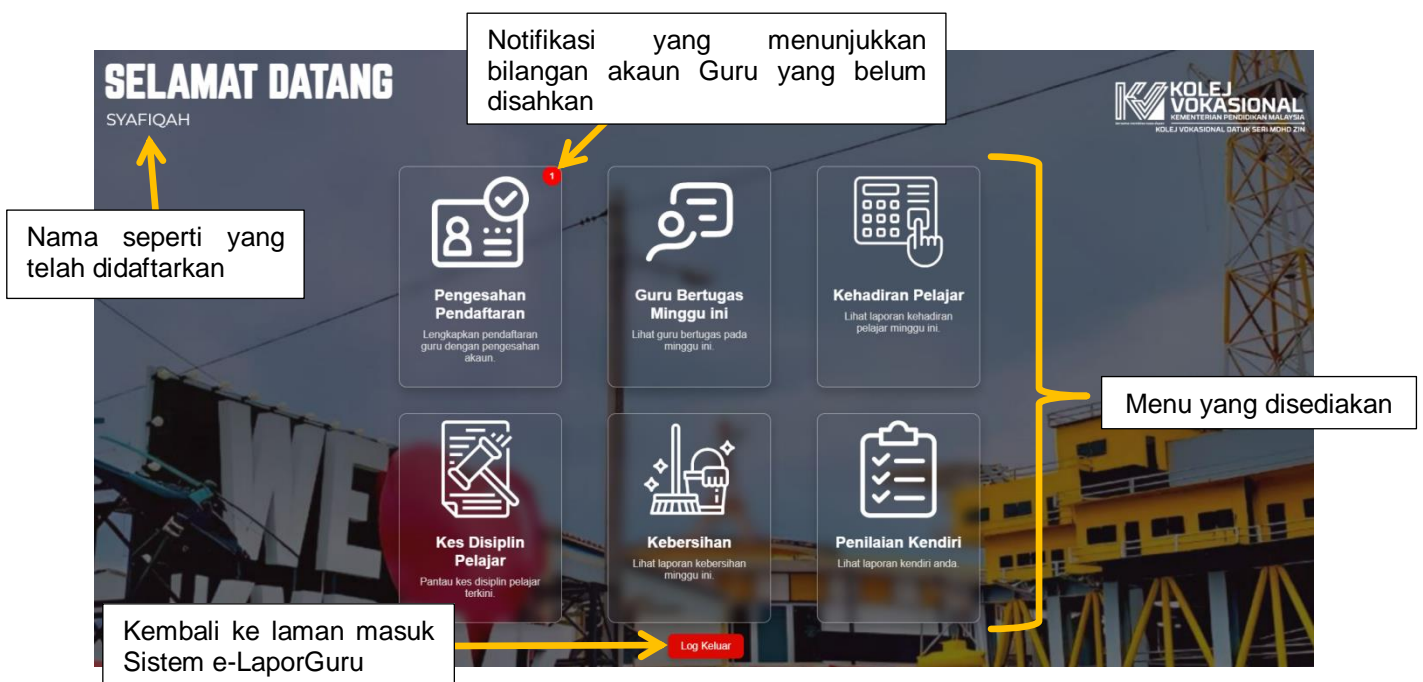 Notifikasi yang menunjukkan
bilangan akaun Guru yang belum
disahkan
SELAMAT DATANG
SYAFIQAH
KOLEJ
VOKASIONAL
KEMENTERIAN PENDIDIKAN MALAYSIA
KOLEJ VOKASIONAL DATUK SERI MOHD ZIN
Nama seperti yang
telah didaftarkan
1
Pengesahan
Pendaftaran
Lengkapkan pendaftaran
guru dengan pengesahan
akaun.
Guru Bertugas
Minggu ini
Lihat guru bertugas pada
minggu ini.
Kehadiran Pelajar
Lihat laporan kehadiran
pelajar minggu ini.
Menu yang disediakan
Kes Disiplin
Pelajar
Pantau kes disiplin pelajar
terkini.
Kebersihan
Lihat laporan kebersihan
minggu ini.
Penilaian Kendiri
Lihat laporan kendiri anda.
WE
Kembali ke laman masuk
Sistem e-LaporGuru
Log Keluar